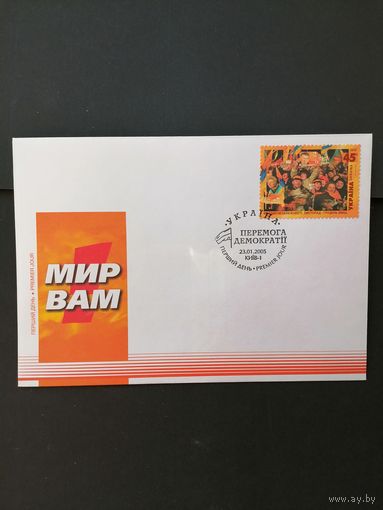 45
УКРАЇНА
·УКРАЇНА·
ПЕРЕМОГА
ДЕМОКРАТІЇ
23.01.2005
КИЇВ-1
ПЕРШИЙ ДЕНЬ • PREMIER JOUR
МИР
ВАМ
ПЕРШИЙ ДЕНЬ • PREMIER JOUR
www.ay.by